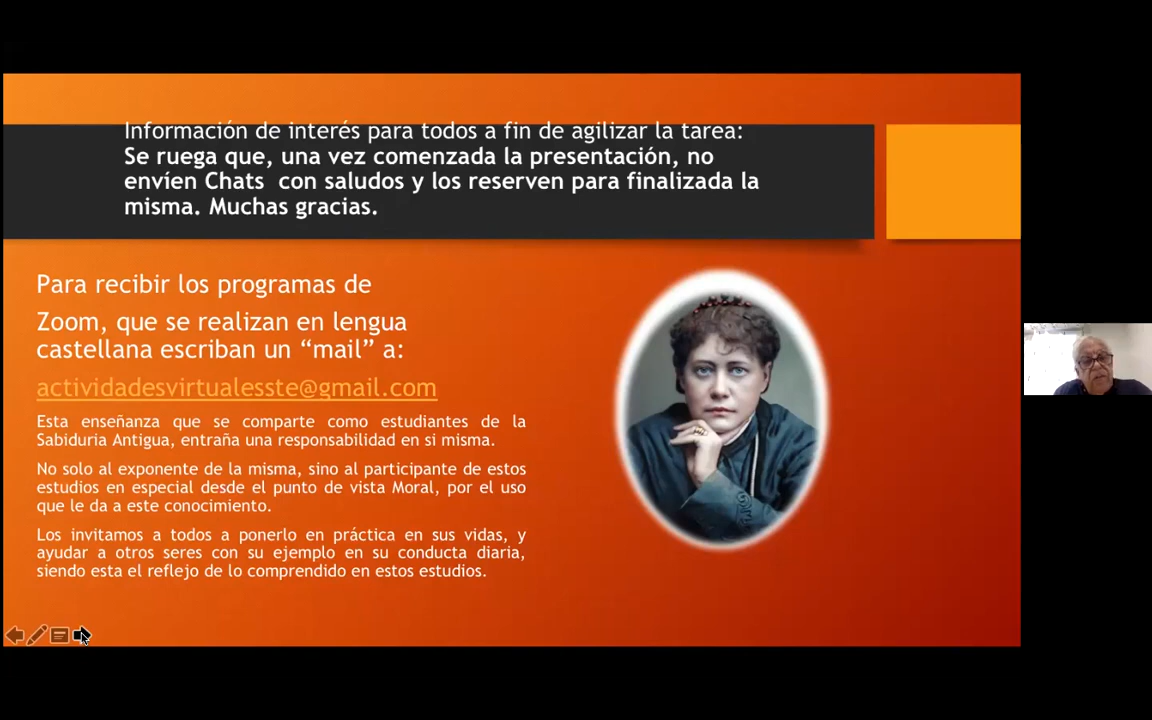 Información de interés para todos a fin de agilizar la tarea:
Se ruega que, una vez comenzada la presentación, no
envíen Chats con saludos y los reserven para finalizada la
misma. Muchas gracias.
Para recibir los programas de
Zoom, que se realizan en lengua
castellana escriban un “mail” a:
actividadesvirtualesste@gmail.com
Esta enseñanza que se comparte como estudiantes de la
Sabiduria Antigua, entraña una responsabilidad en si misma.
No solo al exponente de la misma, sino al participante de estos
estudios en especial desde el punto de vista Moral, por el uso
que le da a este conocimiento.
Los invitamos a todos a ponerlo en práctica en sus vidas, y
ayudar a otros seres con su ejemplo en su conducta diaria,
siendo esta el reflejo de lo comprendido en estos estudios.